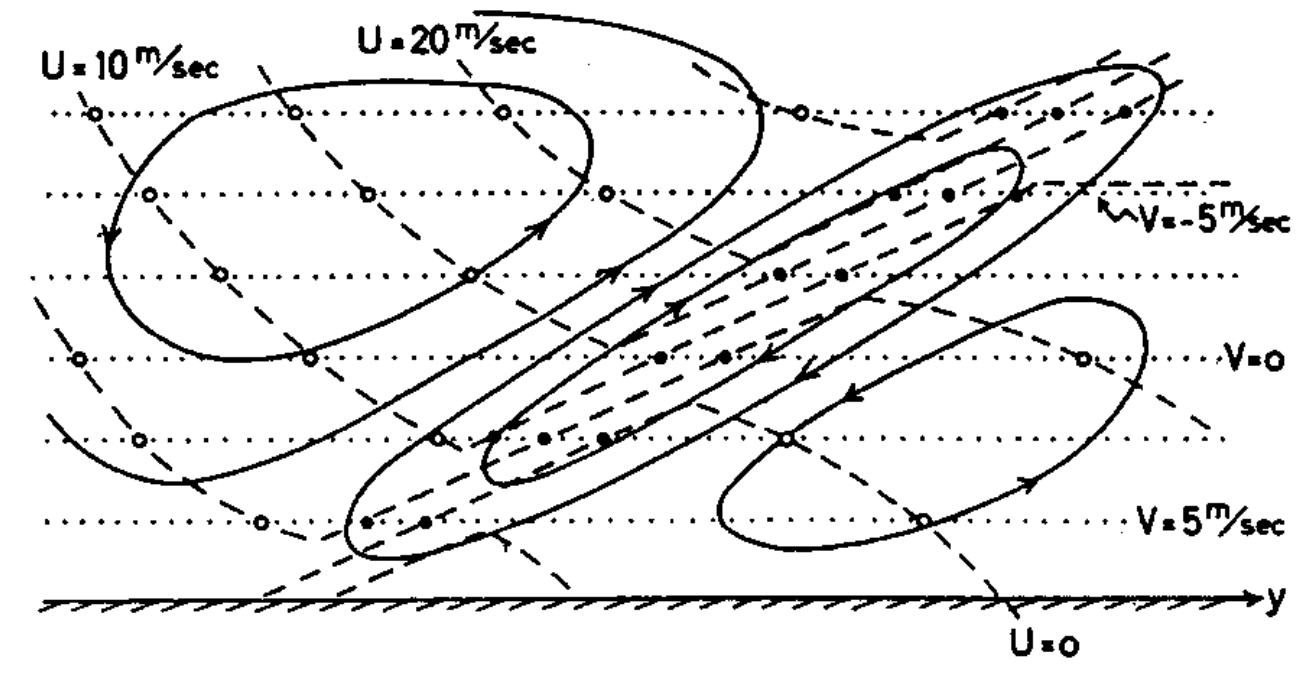 U=10 m/sec
U=20 m/sec
V=-5 m/sec
V=0
V=5 m/sec
y
U=0